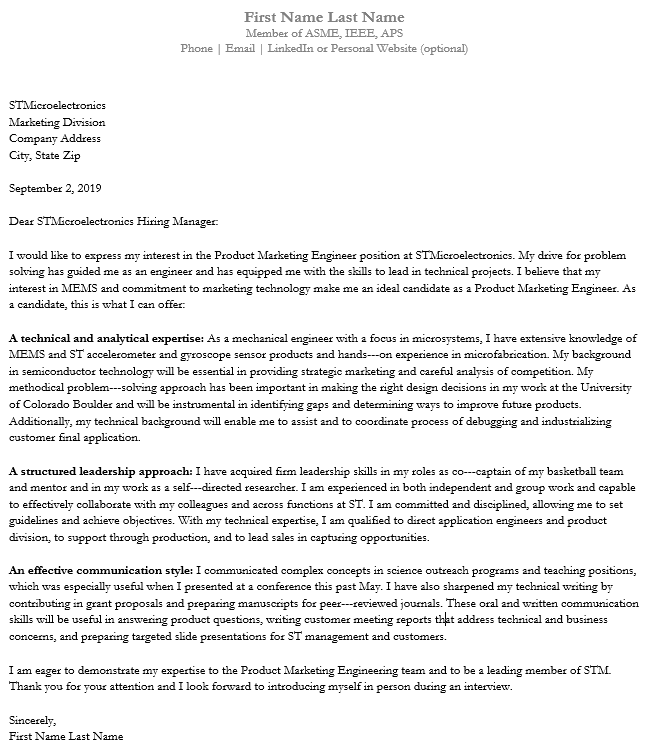 First Name Last Name
Member of ASME, IEEE, APS
Phone | Email | LinkedIn or Personal Website (optional)
STMicroelectronics
Marketing Division
Company Address
City, State Zip
September 2, 2019
Dear STMicroelectronics Hiring Manager:
I would like to express my interest in the Product Marketing Engineer position at STMicroelectronics. My drive for problem
solving has guided me as an engineer and has equipped me with the skills to lead in technical projects. I believe that my
interest in MEMS and commitment to marketing technology make me an ideal candidate as a Product Marketing Engineer. As
a candidate, this is what I can offer:
A technical and analytical expertise: As a mechanical engineer with a focus in microsystems, I have extensive knowledge of
MEMS and ST accelerometer and gyroscope sensor products and hands---on experience in microfabrication. My background
in semiconductor technology will be essential in providing strategic marketing and careful analysis of competition. My
methodical problem---solving approach has been important in making the right design decisions in my work at the University
of Colorado Boulder and will be instrumental in identifying gaps and determining ways to improve future products.
Additionally, my technical background will enable me to assist and to coordinate process of debugging and industrializing
customer final application.
A structured leadership approach: I have acquired firm leadership skills in my roles as co---captain of my basketball team
and mentor and in my work as a self---directed researcher. I am experienced in both independent and group work and capable
to effectively collaborate with my colleagues and across functions at ST. I am committed and disciplined, allowing me to set
guidelines and achieve objectives. With my technical expertise, I am qualified to direct application engineers and product
division, to support through production, and to lead sales in capturing opportunities.
An effective communication style: I communicated complex concepts in science outreach programs and teaching positions,
which was especially useful when I presented at a conference this past May. I have also sharpened my technical writing by
contributing in grant proposals and preparing manuscripts for peer---reviewed journals. These oral and written communication
skills will be useful in answering product questions, writing customer meeting reports that address technical and business
concerns, and preparing targeted slide presentations for ST management and customers.
I am eager to demonstrate my expertise to the Product Marketing Engineering team and to be a leading member of STM.
Thank you for your attention and I look forward to introducing myself in person during an interview.
Sincerely,
First Name Last Name